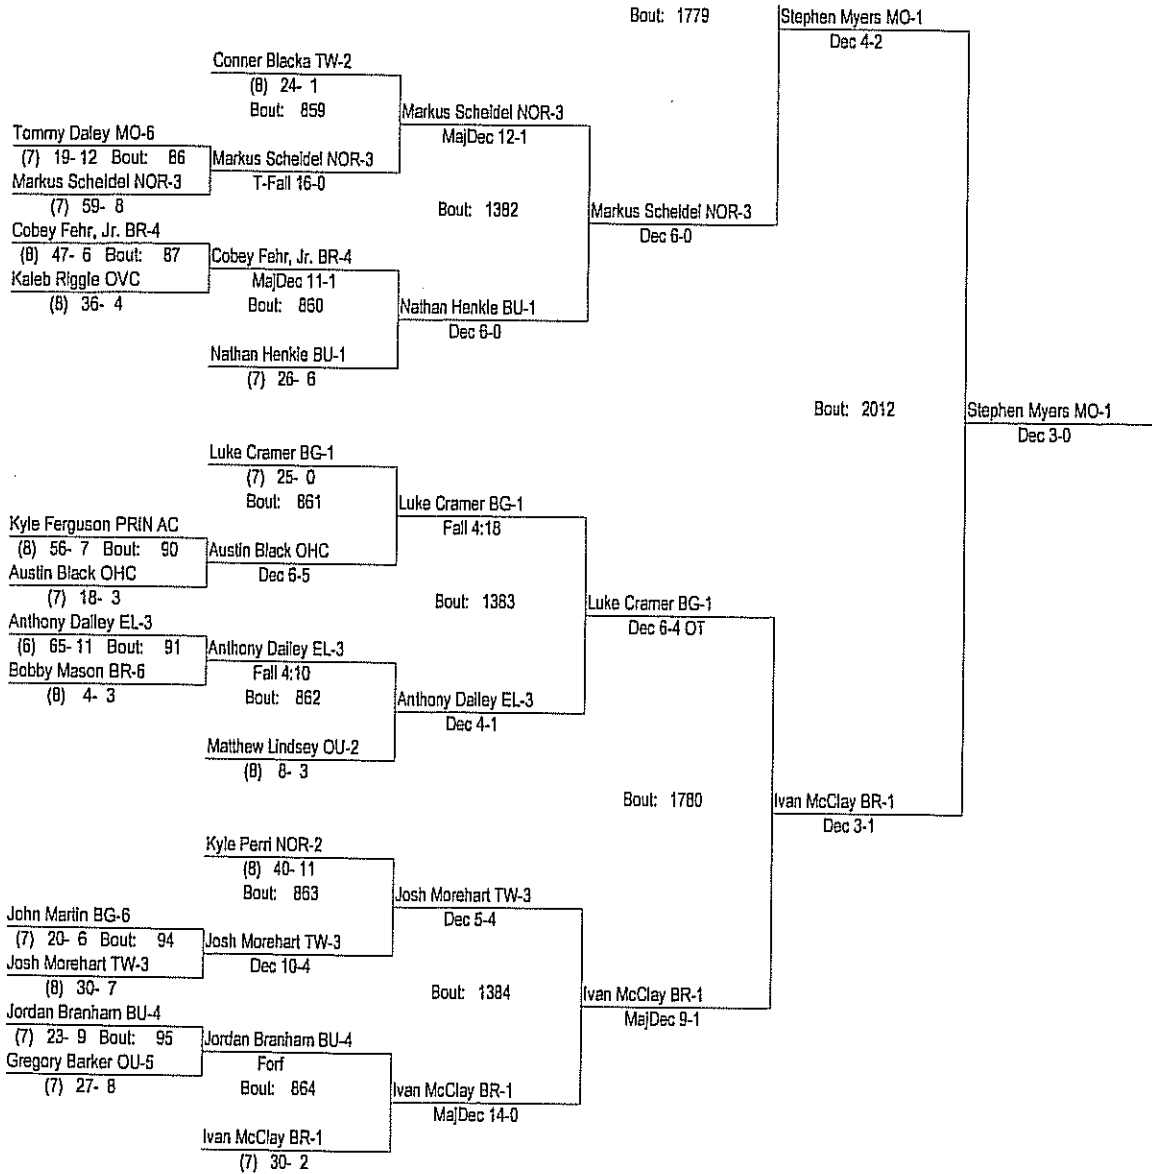 Bout: 1779
Stephen Myers MO-1
Dec 4-2
Conner Blacka TW-2
(8) 24- 1
Bout: 859
Markus Scheidel NOR-3
MajDec 12-1
Tommy Daley MO-6
(7) 19- 12 Bout: 86
Markus Scheidel NOR-3
T-Fall 16-0
Markus Scheidel NOR-3
(7) 59- 8
Bout: 1382
Markus Scheidel NOR-3
Dec 6-0
Cobey Fehr, Jr. BR-4
(8) 47- 6 Bout: 87
Cobey Fehr, Jr. BR-4
MajDec 11-1
Kaleb Riggle OVC
(8) 36- 4
Bout: 860
Nathan Henkle BU-1
Dec 6-0
Nathan Henkle BU-1
(7) 26- 6
Bout: 2012
Stephen Myers MO-1
Dec 3-0
Luke Cramer BG-1
(7) 25- 0
Bout: 861
Luke Cramer BG-1
Fall 4:18
Kyle Ferguson PRIN AC
(8) 56- 7 Bout: 90
Austin Black OHC
Dec 6-5
Austin Black OHC
(7) 18- 3
Bout: 1383
Luke Cramer BG-1
Dec 6-4 OT
Anthony Dailey EL-3
(6) 65- 11 Bout: 91
Anthony Dailey EL-3
Fall 4:10
Bobby Mason BR-6
(8) 4- 3
Bout: 862
Anthony Dailey EL-3
Dec 4-1
Matthew Lindsey OU-2
(8) 8- 3
Bout: 1780
Ivan McClay BR-1
Dec 3-1
Kyle Perri NOR-2
(8) 40- 11
Bout: 863
Josh Morehart TW-3
Dec 5-4
John Martin BG-6
(7) 20- 6 Bout: 94
Josh Morehart TW-3
Dec 10-4
Josh Morehart TW-3
(8) 30- 7
Bout: 1384
Ivan McClay BR-1
MajDec 9-1
Jordan Branham BU-4
(7) 23- 9 Bout: 95
Jordan Branham BU-4
Forf
Gregory Barker OU-5
(7) 27- 8
Bout: 864
Ivan McClay BR-1
MajDec 14-0
Ivan McClay BR-1
(7) 30- 2